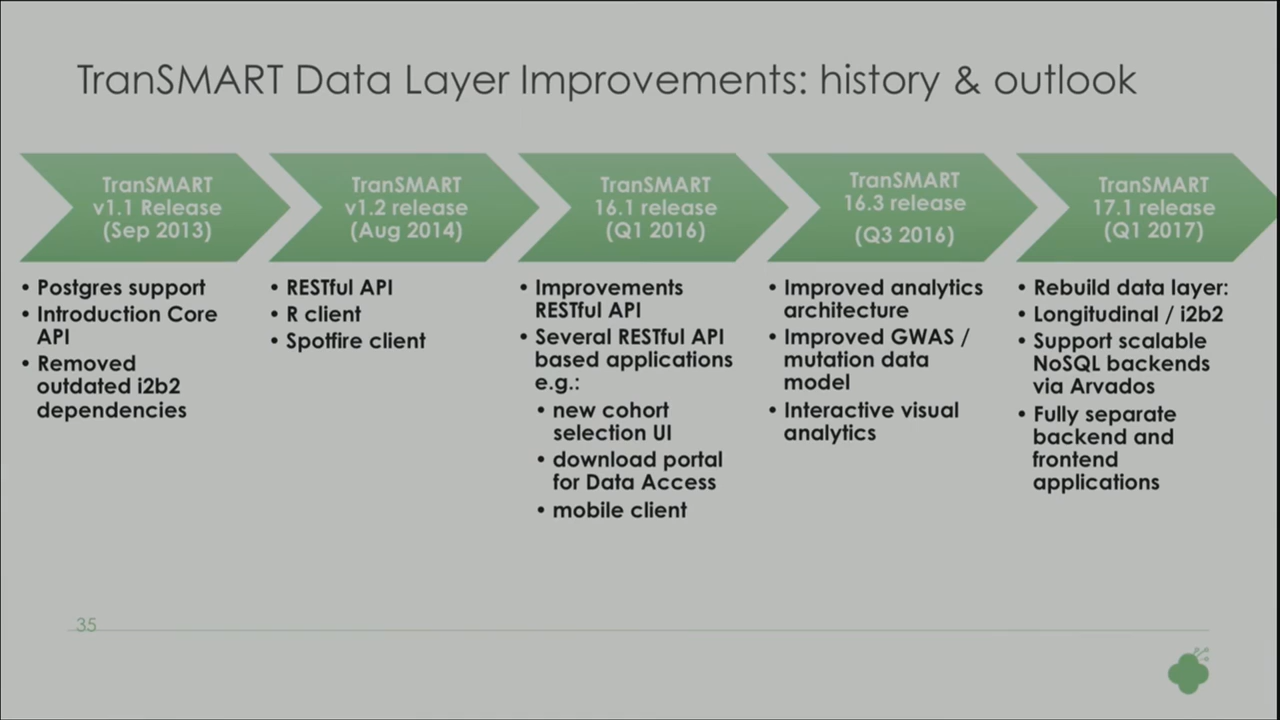 TranSMART Data Layer Improvements: history & outlook
TranSMART
v1.1 Release
(Sep 2013)
• Postgres support
• Introduction Core
API
• Removed
outdated i2b2
dependencies
TranSMART
v1.2 release
(Aug 2014)
• RESTful API
• R client
• Spotfire client
TranSMART
16.1 release
(Q1 2016)
• Improvements
RESTful API
• Several RESTful API
based applications
e.g.:
• new cohort
selection UI
• download portal
for Data Access
• mobile client
TranSMART
16.3 release
(Q3 2016)
• Improved analytics
architecture
• Improved GWAS /
mutation data
model
• Interactive visual
analytics
TranSMART
17.1 release
(Q1 2017)
• Rebuild data layer:
• Longitudinal / i2b2
• Support scalable
NoSQL backends
via Arvados
• Fully separate
backend and
frontend
applications
35